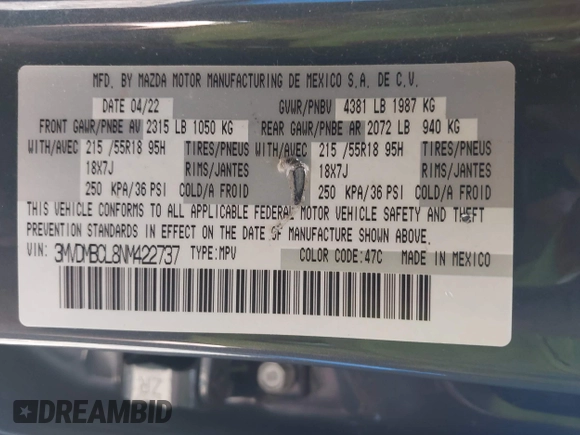 MFD. BY MAZDA MOTOR MANUFACTURING DE MEXICO S.A. DE C.V.
DATE 04/22 GVWR/PNBV 4381 LB 1987 KG
FRONT GAWR/PNBE AV 2315 LB 1050 KG REAR GAWR/PNBE AR 2072 LB 940 KG
WITH/AVEC 215 /55R18 95H TIRES/PNEUS WITH/AVEC 215 /55R18 95H TIRES/PNEUS
18X7J RIMS/JANTES 18X7J RIMS/JANTES
250 KPA/36 PSI COLD/A FROID 250 KPA/36 PSI COLD/A FROID
THIS VEHICLE CONFORMS TO ALL APPLICABLE FEDERAL MOTOR VEHICLE SAFETY AND THEFT
PREVENTION STANDARDS IN EFFECT ON THE DATE OF MANUFACTURE SHOWN ABOVE.
VIN: 3MVDMBCL8NM422737 TYPE:MPV COLOR CODE:47C MADE IN MEXICO
DREAMBID